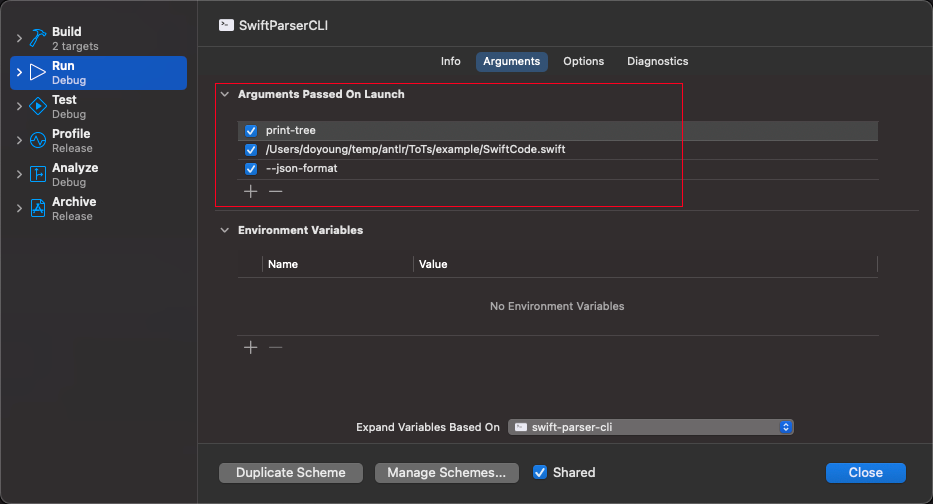 SwiftParserCLI
Build
2 targets
Run
Debug
Test
Debug
Profile
Release
Analyze
Debug
Archive
Release
Info Arguments Options Diagnostics
Arguments Passed On Launch
print-tree
/Users/doyoung/temp/antlr/ToTs/example/SwiftCode.swift
--json-format
Environment Variables
Name Value
No Environment Variables
Expand Variables Based On swift-parser-cli
Duplicate Scheme Manage Schemes... Shared Close